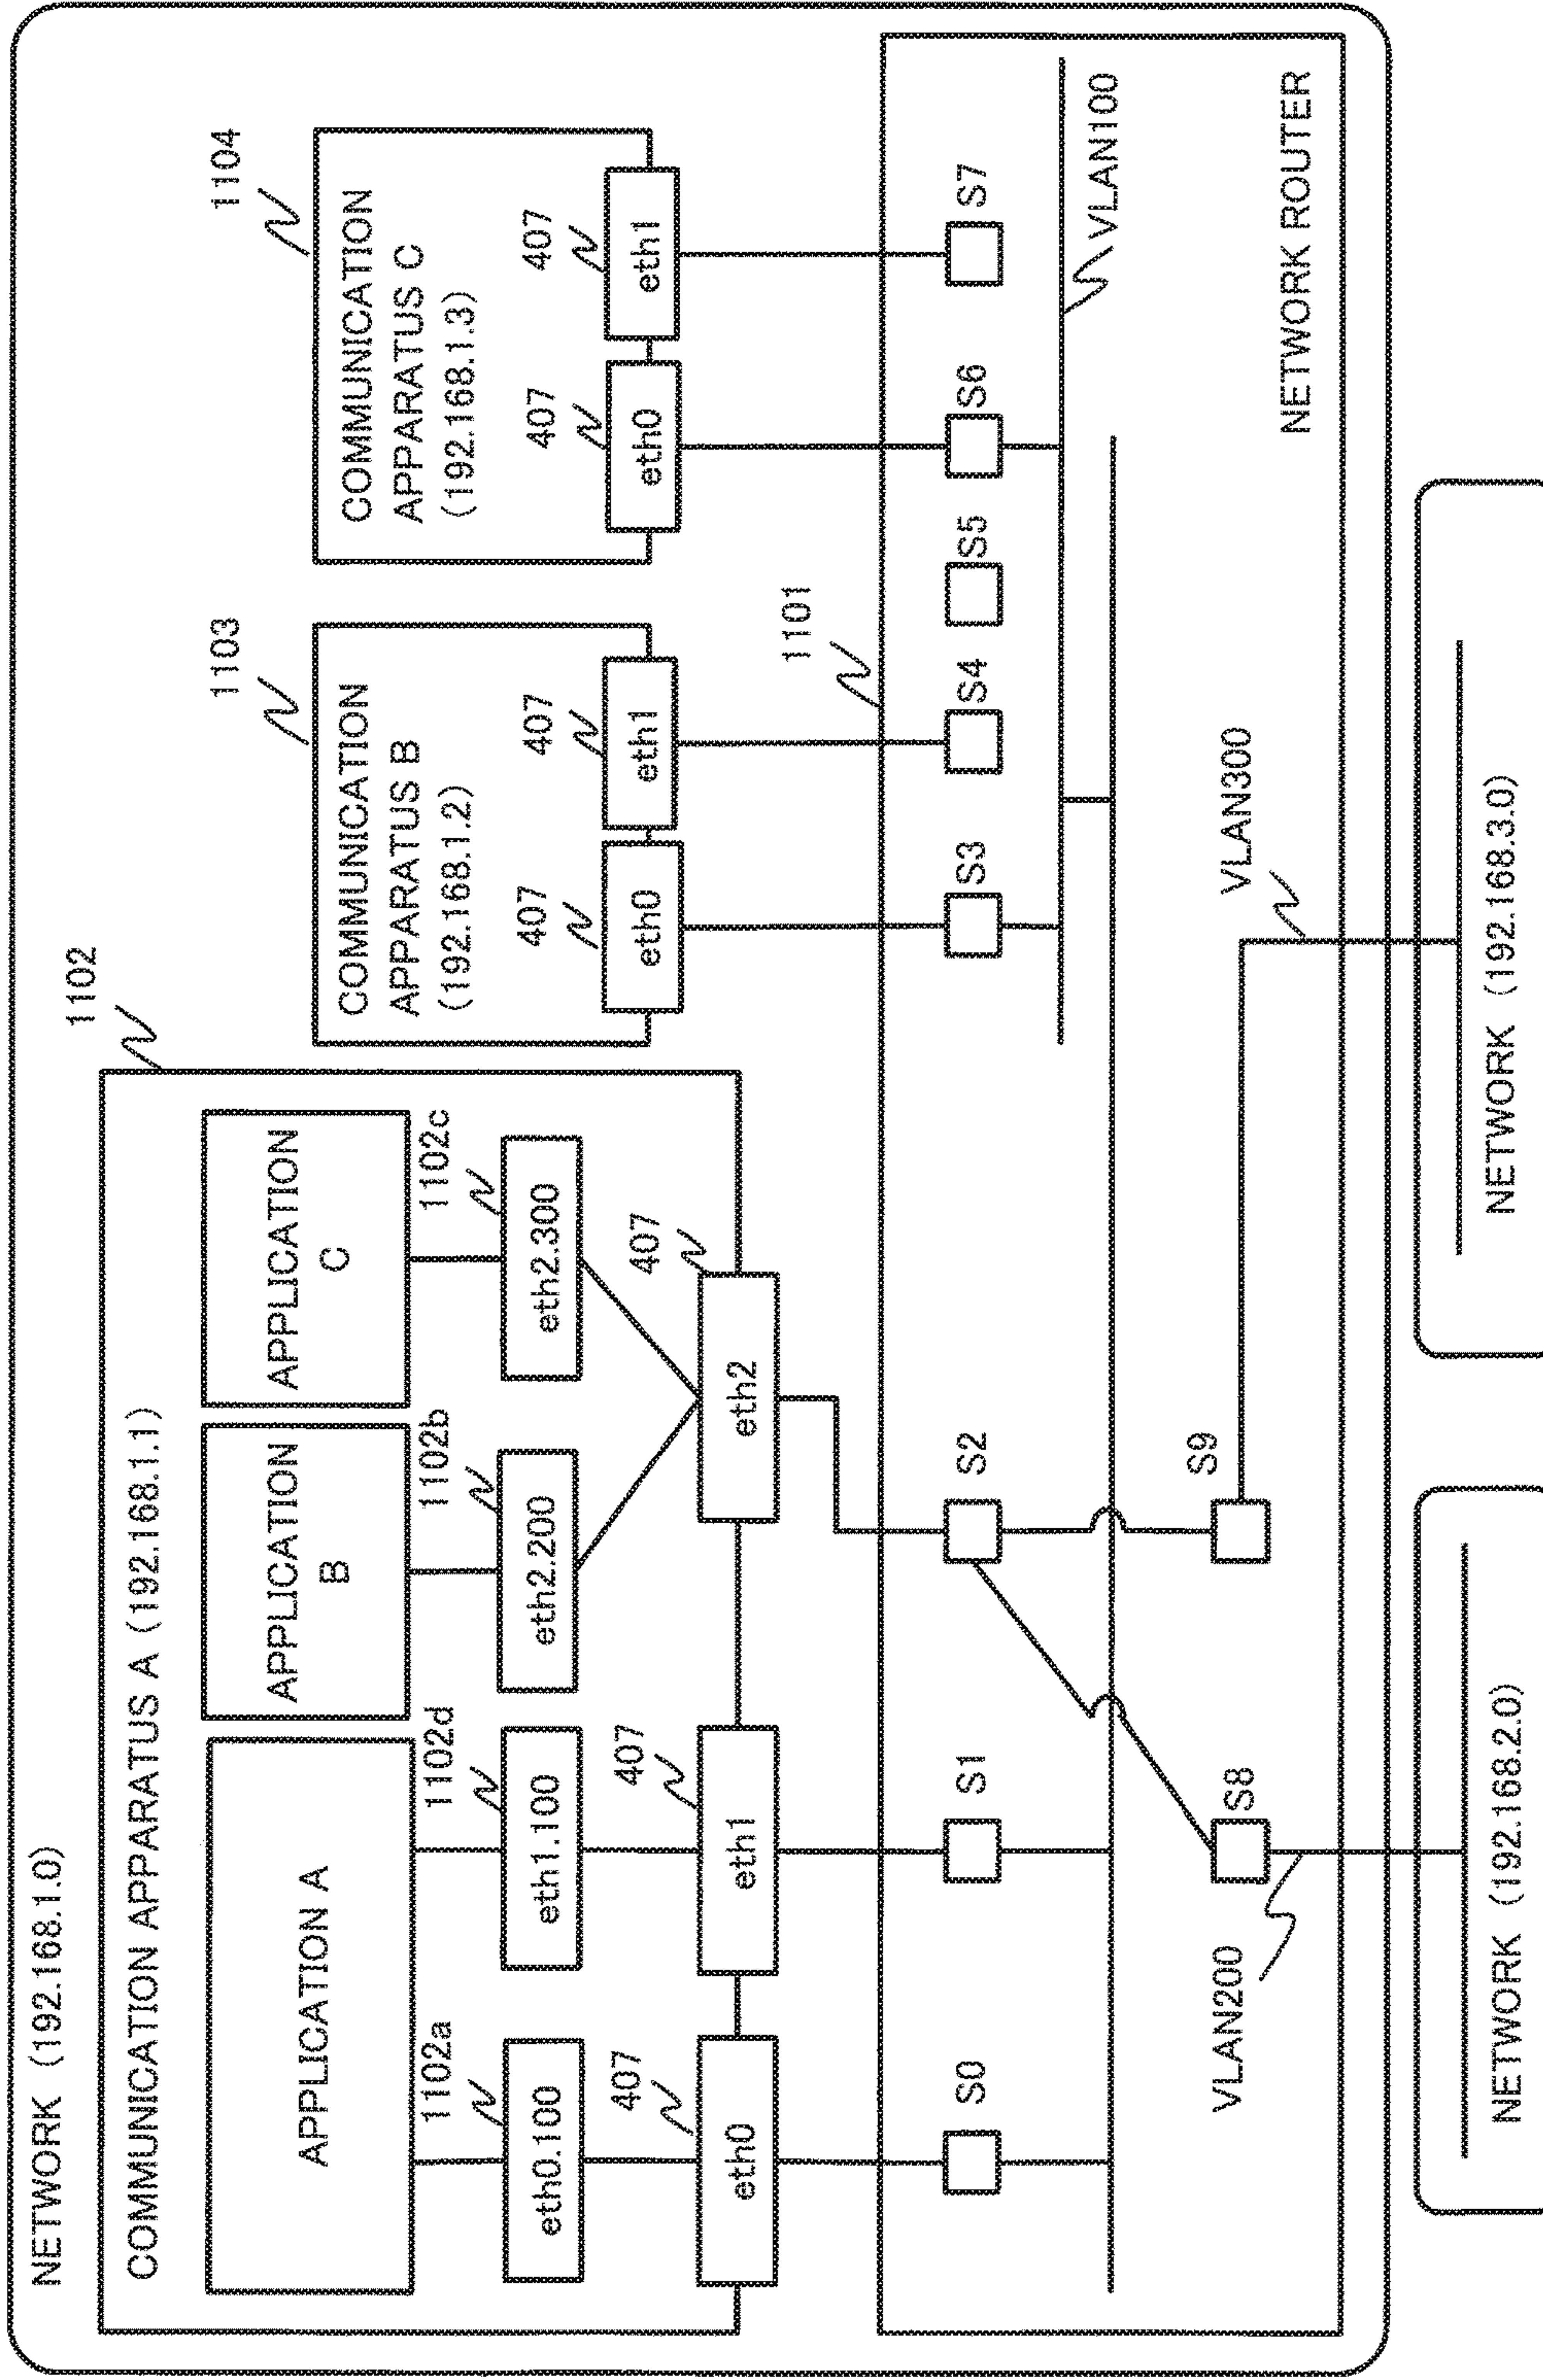 NETWORK (192.168.1.0)
COMMUNICATION APPARATUS A (192.168.1.1)
1102
APPLICATION A
APPLICATION
B
APPLICATION
C
1102a
eth0.100
1102d
eth1.100
1102b
eth2.200
1102c
eth2.300
407
eth0
407
eth1
407
eth2
1103
COMMUNICATION
APPARATUS B
(192.168.1.2)
407
eth0
407
eth1
1104
COMMUNICATION
APPARATUS C
(192.168.1.3)
407
eth0
407
eth1
1101
S0
S1
S2
S3
S4
S5
S6
S7
VLAN100
VLAN200
S8
S9
VLAN300
NETWORK ROUTER
NETWORK (192.168.2.0)
NETWORK (192.168.3.0)